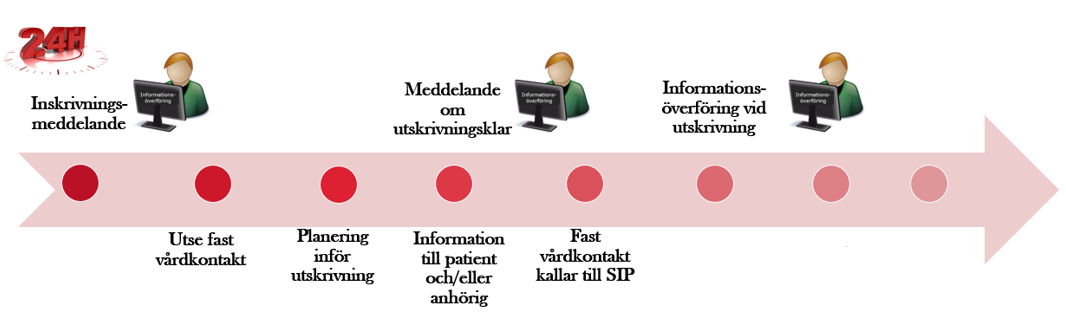 24H
Inskrivnings-
meddelande
Informations-
överföring
Meddelande
om
utskrivningsklar
Informations-
överföring
Informations-
överföring vid
utskrivning
Informations-
överföring
Utse fast
vårdkontakt
Planering
inför
utskrivning
Information
till patient
och/eller
anhörig
Fast
vårdkontakt
kallar till SIP